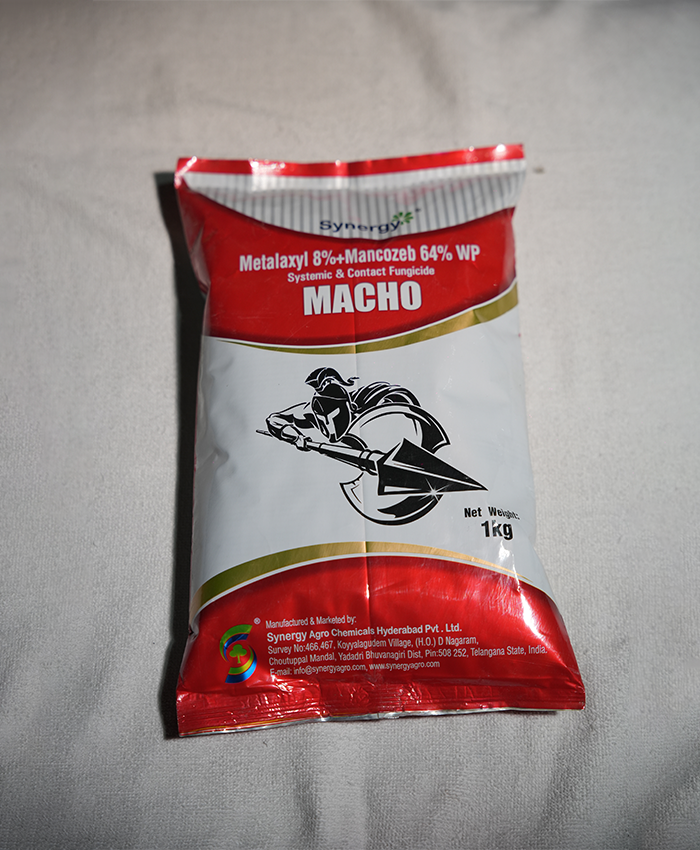 Synergy
Metalaxyl 8%+Mancozeb 64% WP
Systemic & Contact Fungicide
MACHO
Net Weight:
1kg
®
Manufactured & Marketed by:
Synergy Agro Chemicals Hyderabad Pvt. Ltd.
Survey No:466,467, Koyyalagudem Village, (H.O.) D Nagaram,
Choutuppal Mandal, Yadadri Bhuvanagiri Dist, Pin:508 252, Telangana State, India.
E-mail: info@synergyagro.com, www.synergyagro.com